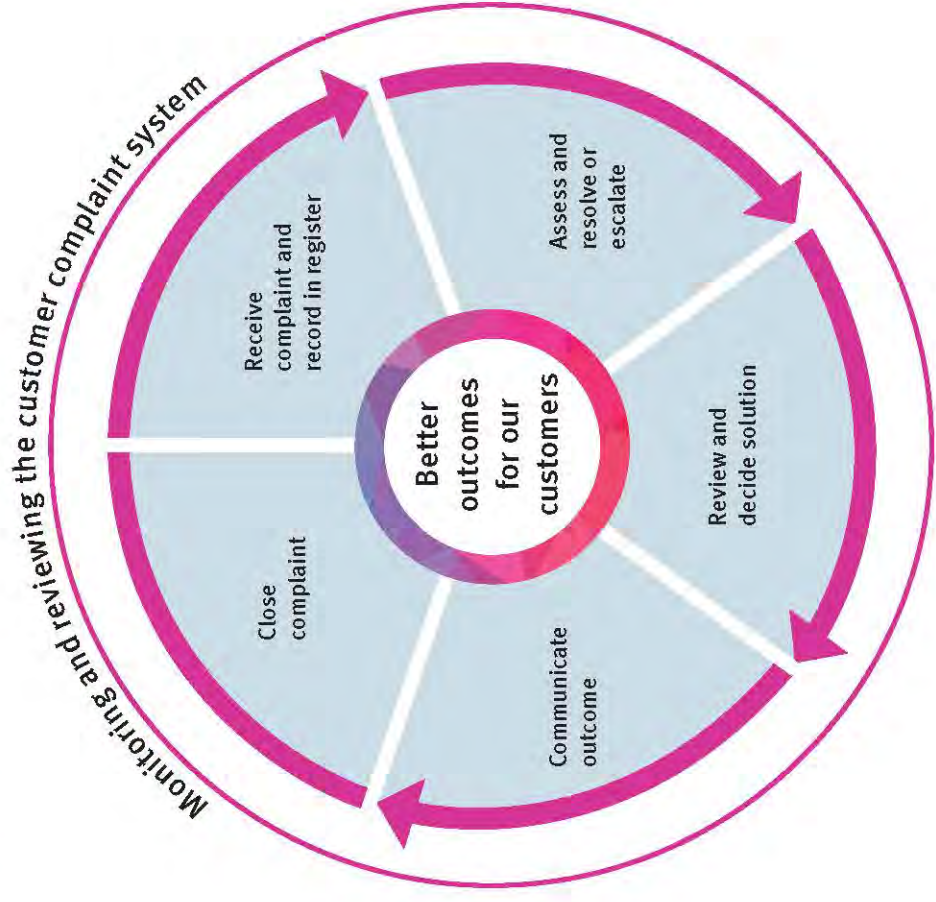 Monitoring and reviewing the customer complaint system
Receive
complaint and
record in register
Assess and
resolve or
escalate
Review and
decide solution
Communicate
outcome
Close
complaint
Better
outcomes
for our
customers